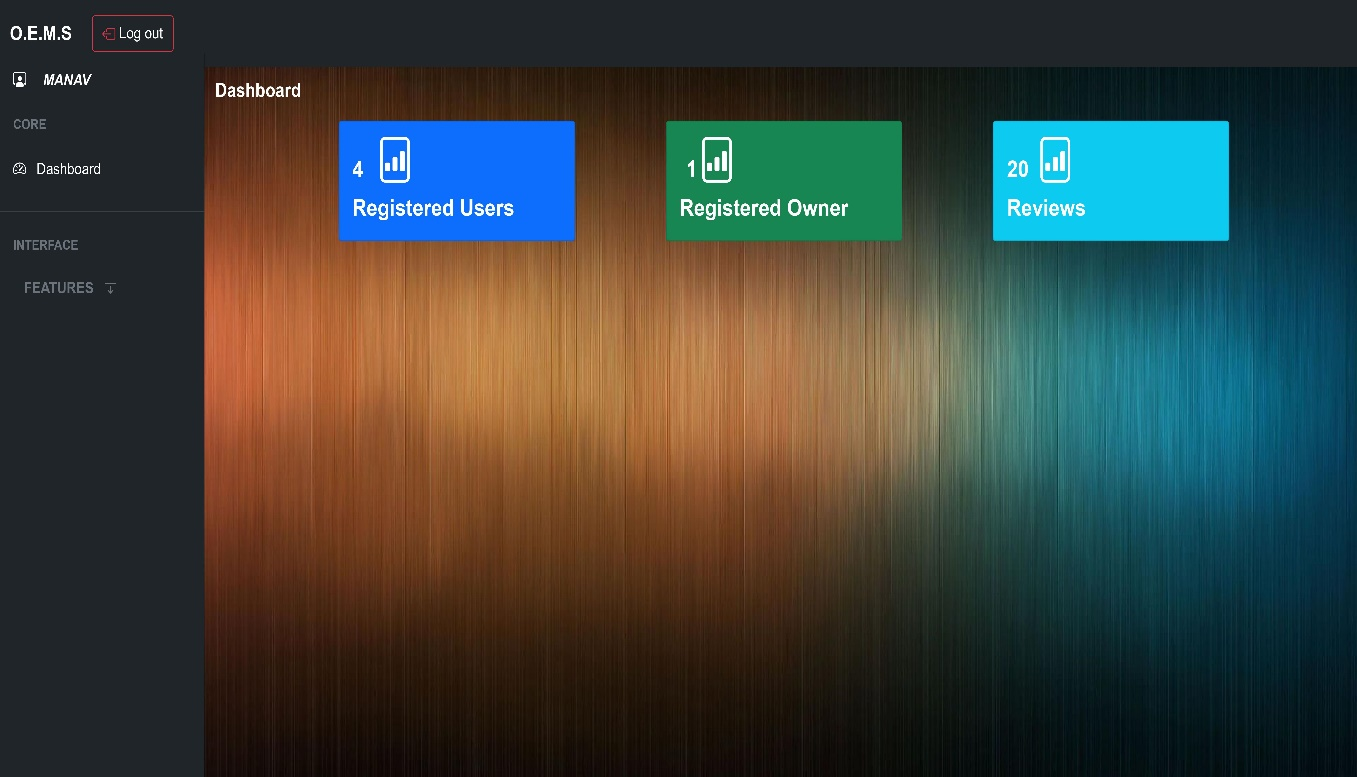 O.E.M.S Log out
MANAV
CORE
Dashboard
INTERFACE
FEATURES
Dashboard
4
Registered Users
1
Registered Owner
20
Reviews